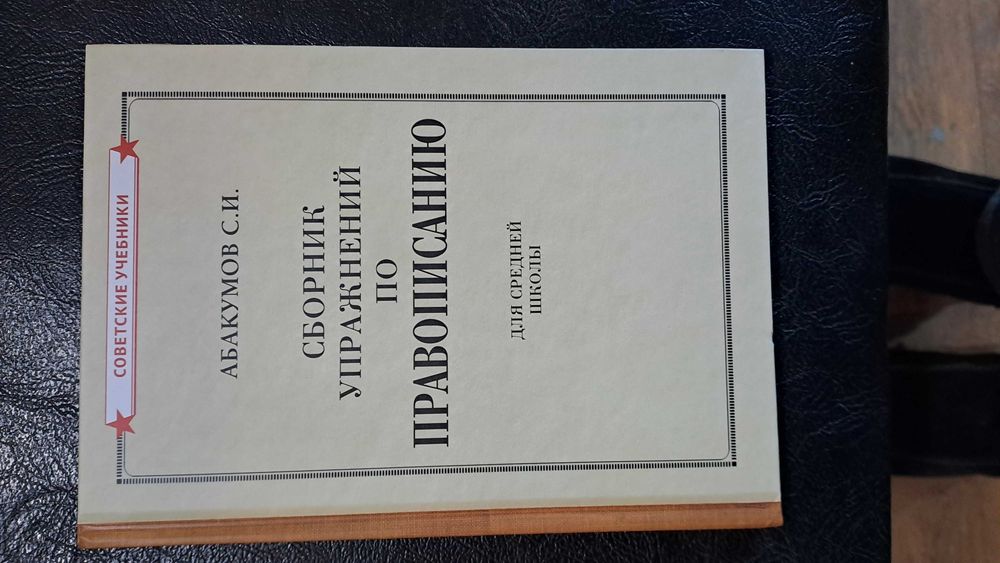 СОВЕТСКИЕ УЧЕБНИКИ
АБАКУМОВ С.И.
СБОРНИК
УПРАЖНЕНИЙ
ПО
ПРАВОПИСАНИЮ
ДЛЯ СРЕДНЕЙ
ШКОЛЫ